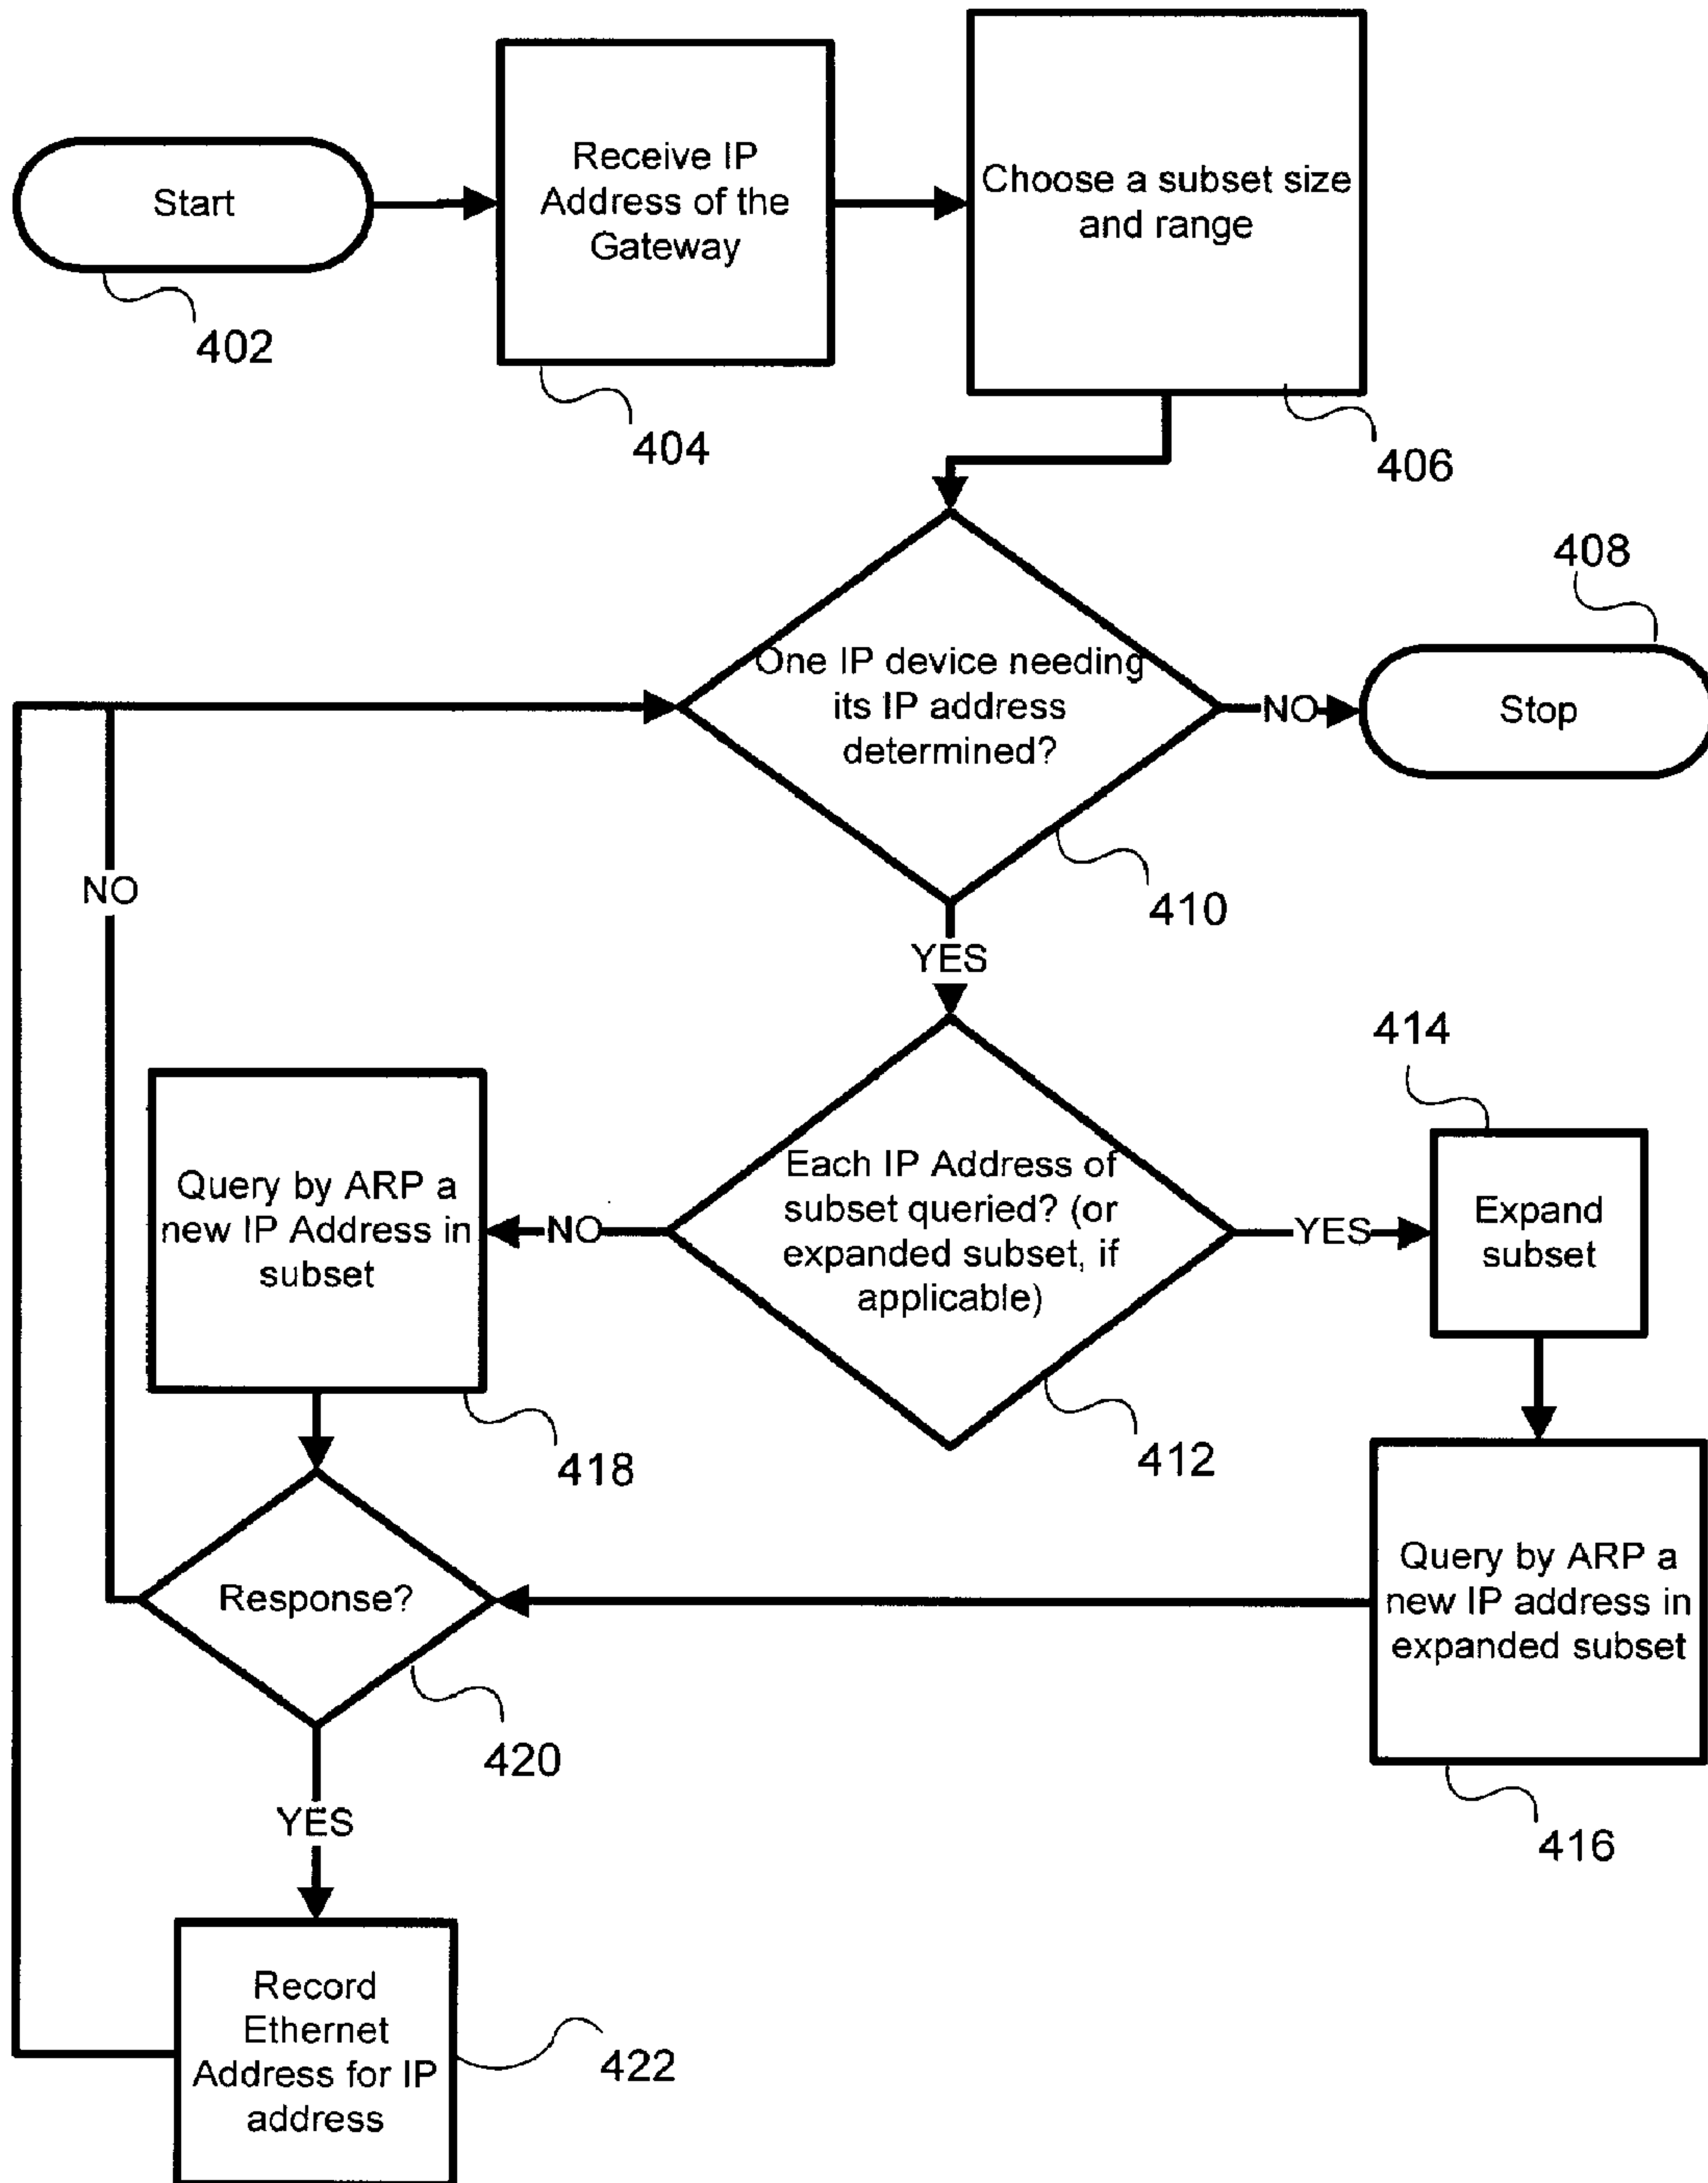 Start
402
Receive IP
Address of the
Gateway
404
Choose a subset size
and range
406
408
One IP device needing
its IP address
determined?
NO
Stop
410
NO
YES
414
Query by ARP a
new IP Address in
subset
NO
Each IP Address of
subset queried? (or
expanded subset, if
applicable)
YES
Expand
subset
418
412
Response?
Query by ARP a
new IP address in
expanded subset
420
YES
416
Record
Ethernet
Address for IP
address
422